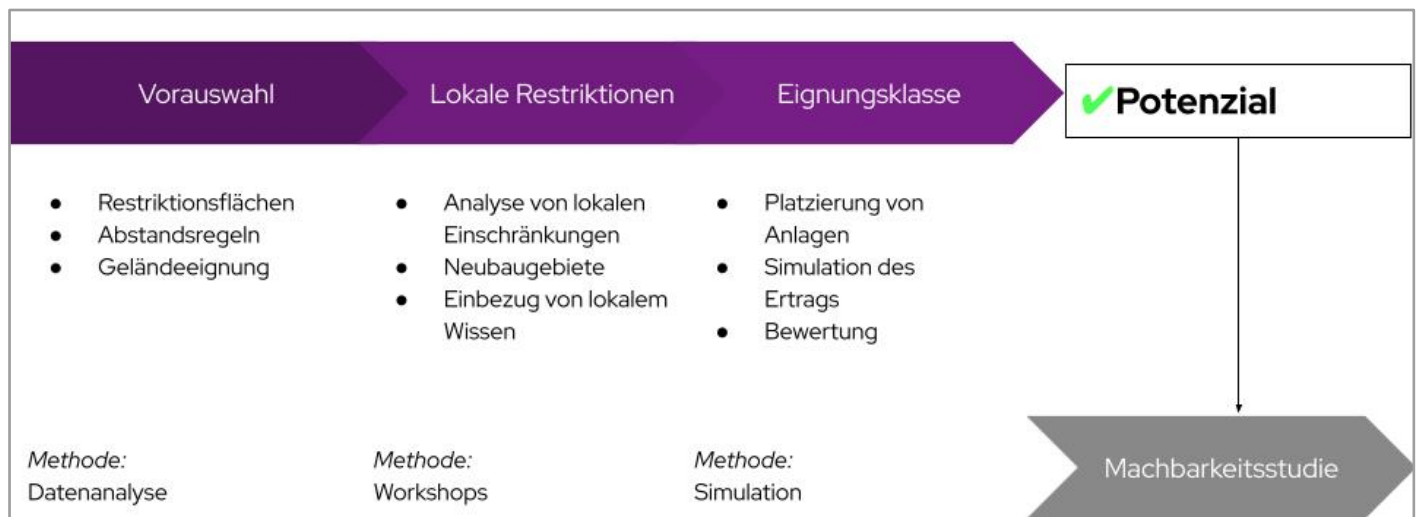 Vorauswahl
Lokale Restriktionen
Eignungsklasse
✔Potenzial
● Restriktionsflächen
● Abstandsregeln
● Geländeeignung
● Analyse von lokalen
Einschränkungen
● Neubaugebiete
● Einbezug von lokalem
Wissen
● Platzierung von
Anlagen
● Simulation des
Ertrags
● Bewertung
Methode:
Datenanalyse
Methode:
Workshops
Methode:
Simulation
Machbarkeitsstudie